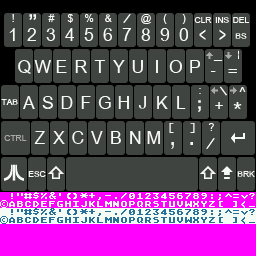 ! " # $ % & / @ ( ) CLR INS DEL
1 2 3 4 5 6 7 8 9 0 < > BS
Q W E R T Y U I O P ↑ _ - ↓ | =
TAB A S D F G H J K L : ; ← \ + → ^ *
CTRL Z X C V B N M [ , ] . ? / ↵
ESC ⇧ ⇧ BRK
!"#$%&'()*+,-./0123456789:;^=v?
@ABCDEFGHIJKLMNOPQRSTUVWXYZ[(-
!"#$%&'()*+,-./0123456789:;^=v?
@ABCDEFGHIJKLMNOPQRSTUVWXYZ[(-